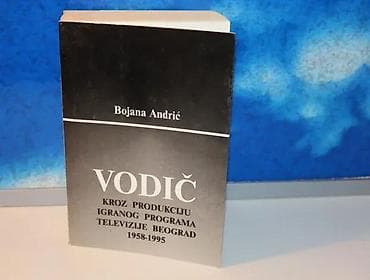 Bojana Andrić
VODIČ
KROZ PRODUKCIJU
IGRANOG PROGRAMA
TELEVIZIJE BEOGRAD
1958-1995